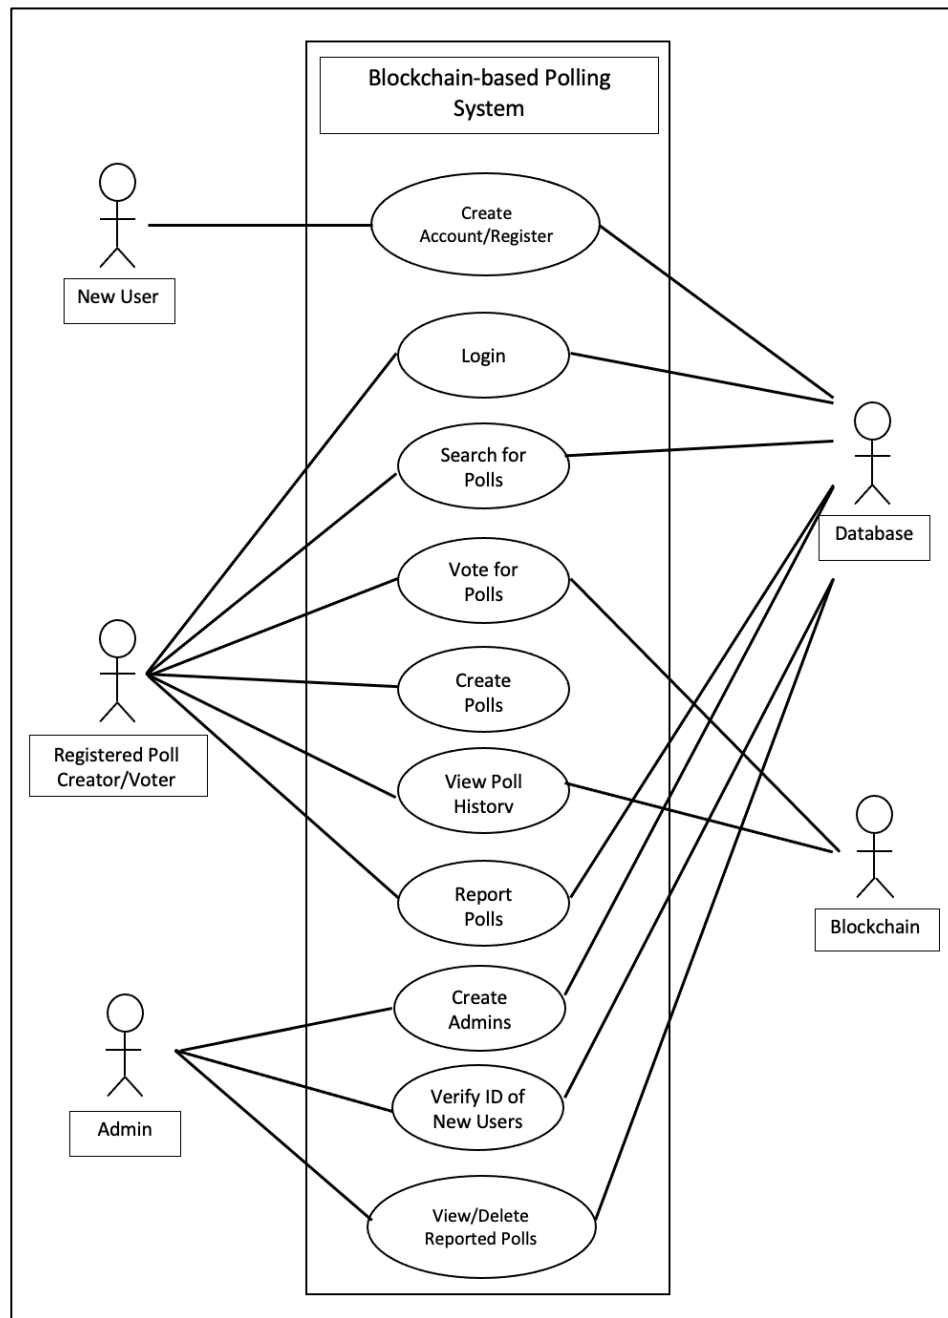 Blockchain-based Polling
System
Create
Account/Register
New User
Login
Search for
Polls
Database
Vote for
Polls
Create
Polls
Registered Poll
Creator/Voter
View Poll
History
Report
Polls
Blockchain
Create
Admins
Admin
Verify ID of
New Users
View/Delete
Reported Polls